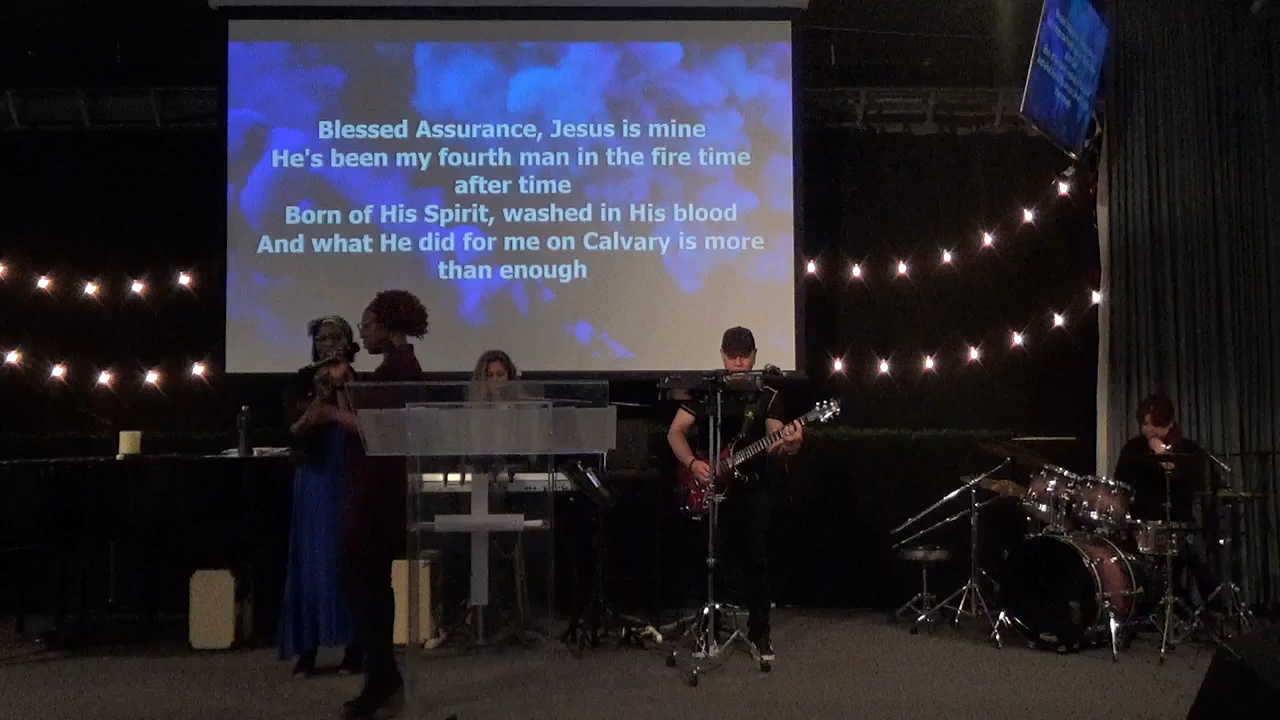 Blessed Assurance, Jesus is mine
He's been my fourth man in the fire time
after time
Born of His Spirit, washed in His blood
And what He did for me on Calvary is more
than enough